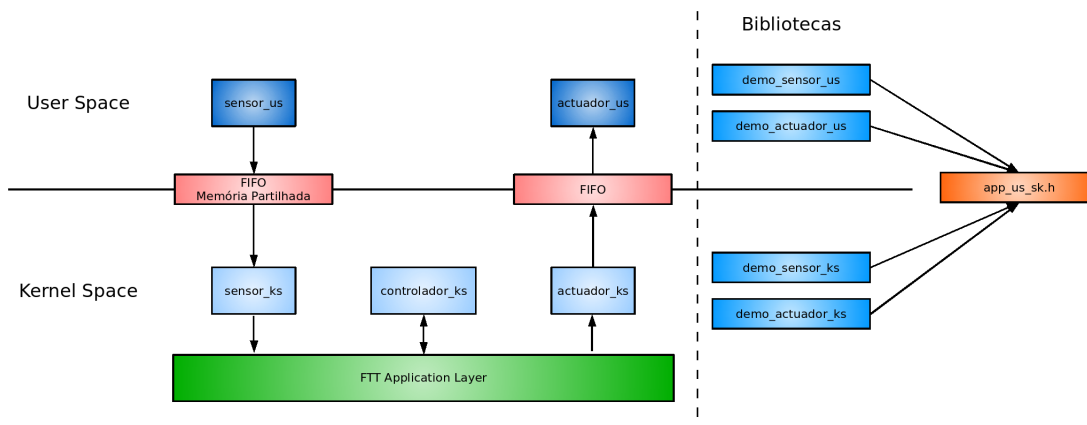 Bibliotecas
User Space
sensor_us
actuador_us
demo_sensor_us
demo_actuador_us
FIFO
Memória Partilhada
FIFO
app_us_sk.h
Kernel Space
sensor_ks
controlador_ks
actuador_ks
demo_sensor_ks
demo_actuador_ks
FTT Application Layer